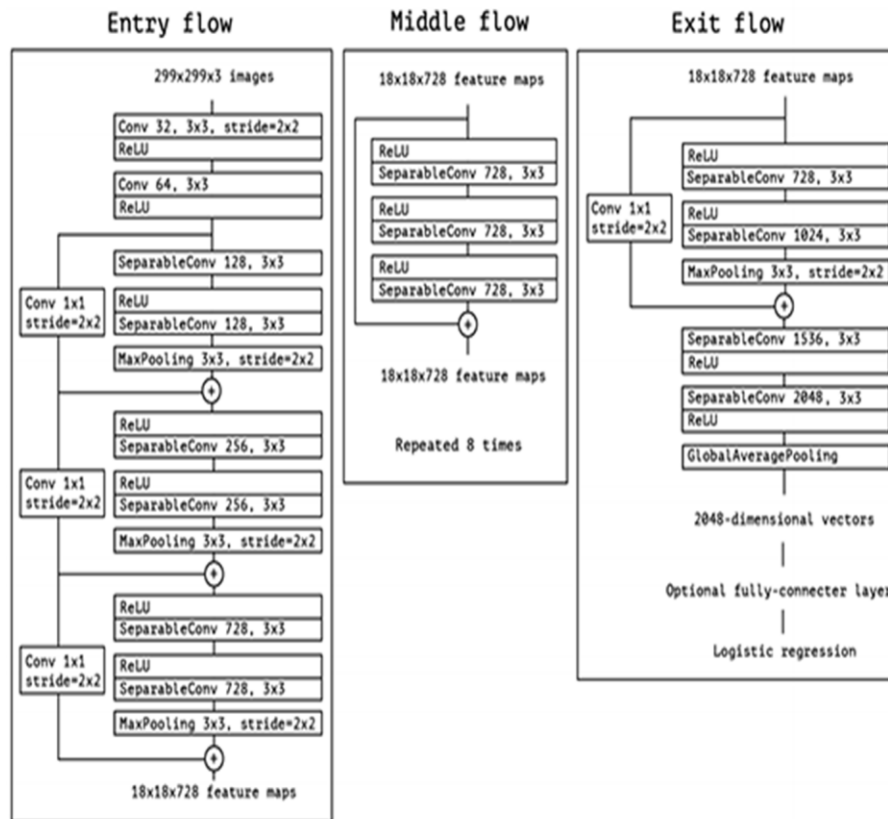 Entry flow
299x299x3 images
Conv 32, 3x3, stride=2x2
ReLU
Conv 64, 3x3
ReLU
SeparableConv 128, 3x3
Conv 1x1
stride=2x2
ReLU
SeparableConv 128, 3x3
MaxPooling 3x3, stride=2x2
+
ReLU
SeparableConv 256, 3x3
Conv 1x1
stride=2x2
ReLU
SeparableConv 256, 3x3
MaxPooling 3x3, stride=2x2
+
ReLU
SeparableConv 728, 3x3
Conv 1x1
stride=2x2
ReLU
SeparableConv 728, 3x3
MaxPooling 3x3, stride=2x2
+
18x18x728 feature maps
Middle flow
18x18x728 feature maps
ReLU
SeparableConv 728, 3x3
ReLU
SeparableConv 728, 3x3
ReLU
SeparableConv 728, 3x3
+
18x18x728 feature maps
Repeated 8 times
Exit flow
18x18x728 feature maps
ReLU
SeparableConv 728, 3x3
Conv 1x1
stride=2x2
ReLU
SeparableConv 1024, 3x3
MaxPooling 3x3, stride=2x2
+
SeparableConv 1536, 3x3
ReLU
SeparableConv 2048, 3x3
ReLU
GlobalAveragePooling
2048-dimensional vectors
Optional fully-connecter layer
Logistic regression